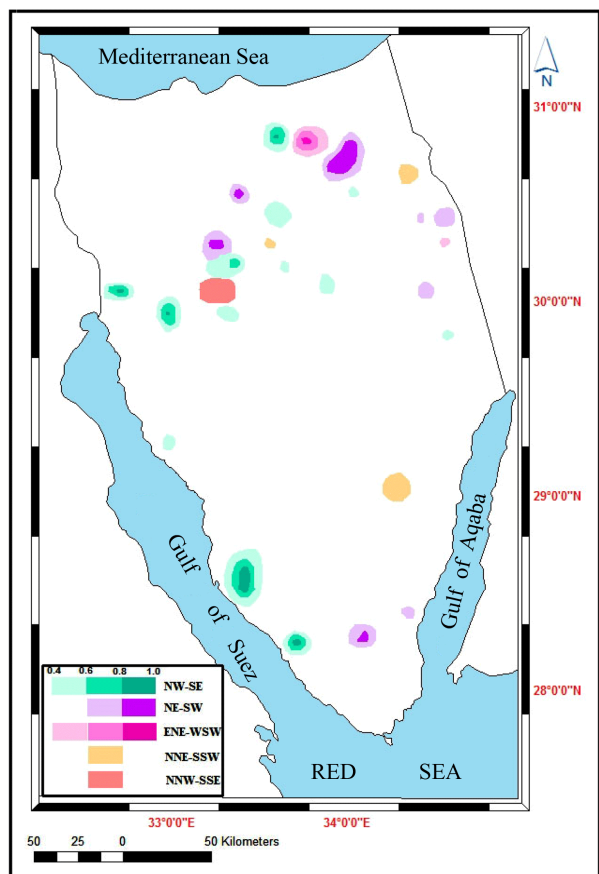 Mediterranean Sea
N
31°0'0"N
30°0'0"N
29°0'0"N
28°0'0"N
Gulf of Suez
Gulf of Aqaba
RED SEA
0.4 0.6 0.8 1.0
NW-SE
NE-SW
ENE-WSW
NNE-SSW
NNW-SSE
33°0'0"E 34°0'0"E
50 25 0 50 Kilometers